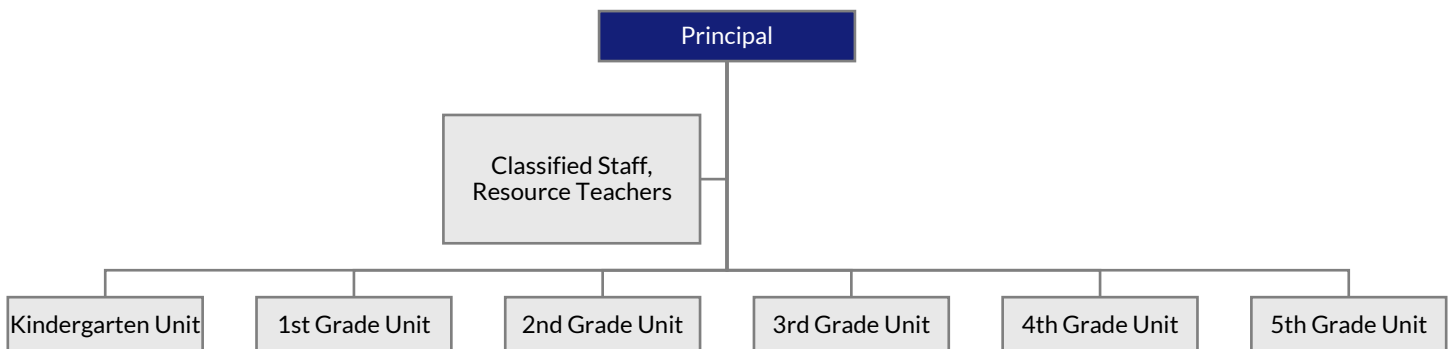 Principal
Classified Staff,
Resource Teachers
Kindergarten Unit
1st Grade Unit
2nd Grade Unit
3rd Grade Unit
4th Grade Unit
5th Grade Unit